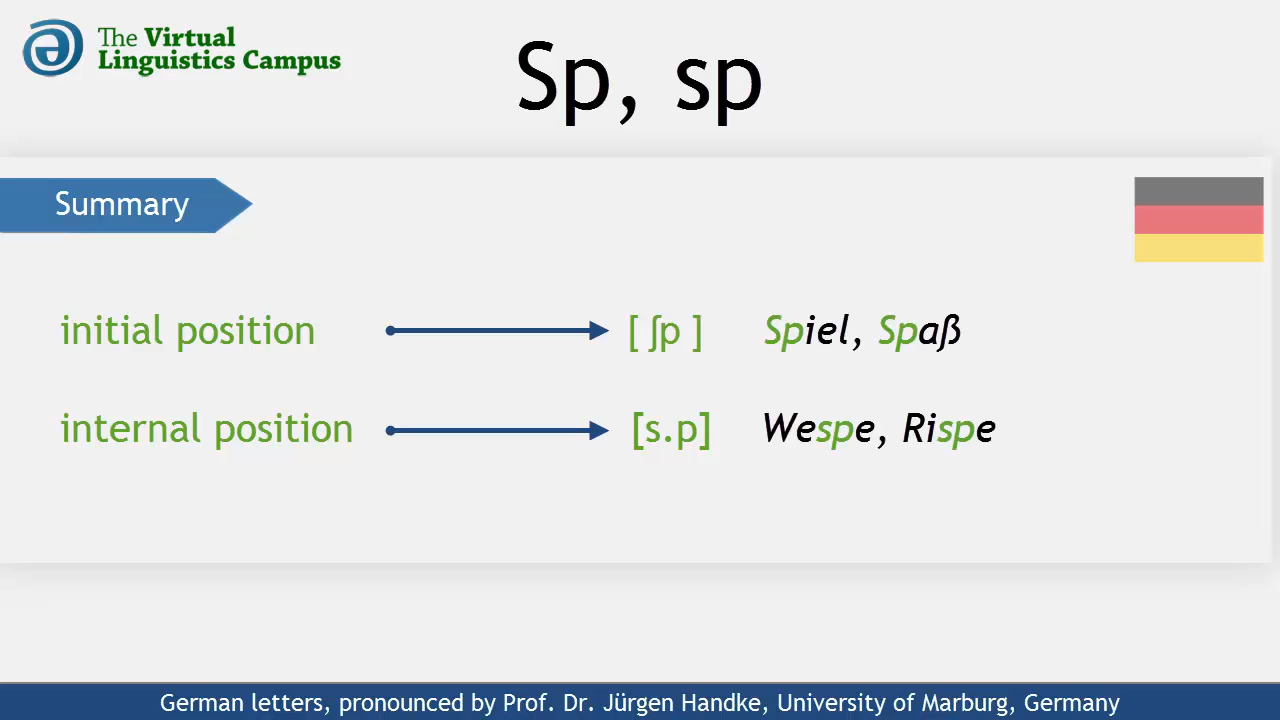 The Virtual
Linguistics Campus
Sp, sp
Summary
initial position [ ʃp ] Spiel, Spaß
internal position [s.p] Wespe, Rispe
German letters, pronounced by Prof. Dr. Jürgen Handke, University of Marburg, Germany